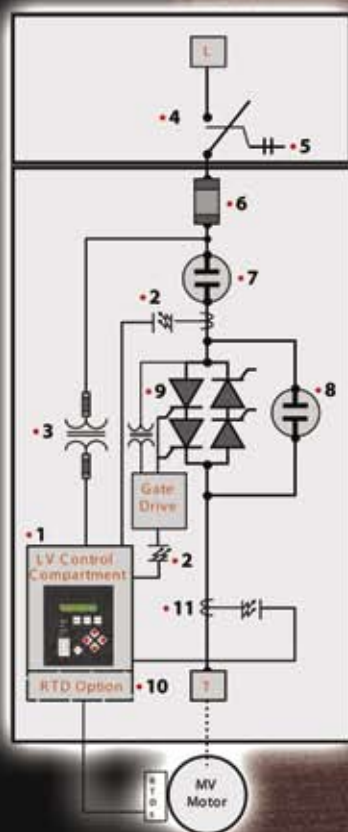 L
• 4
• 5
• 6
• 7
• 2
• 9
• 8
• 3
Gate
Drive
• 1
• 2
LV Control
Compartment
• 11
RTD Option
• 10
T
RTDS
MV
Motor